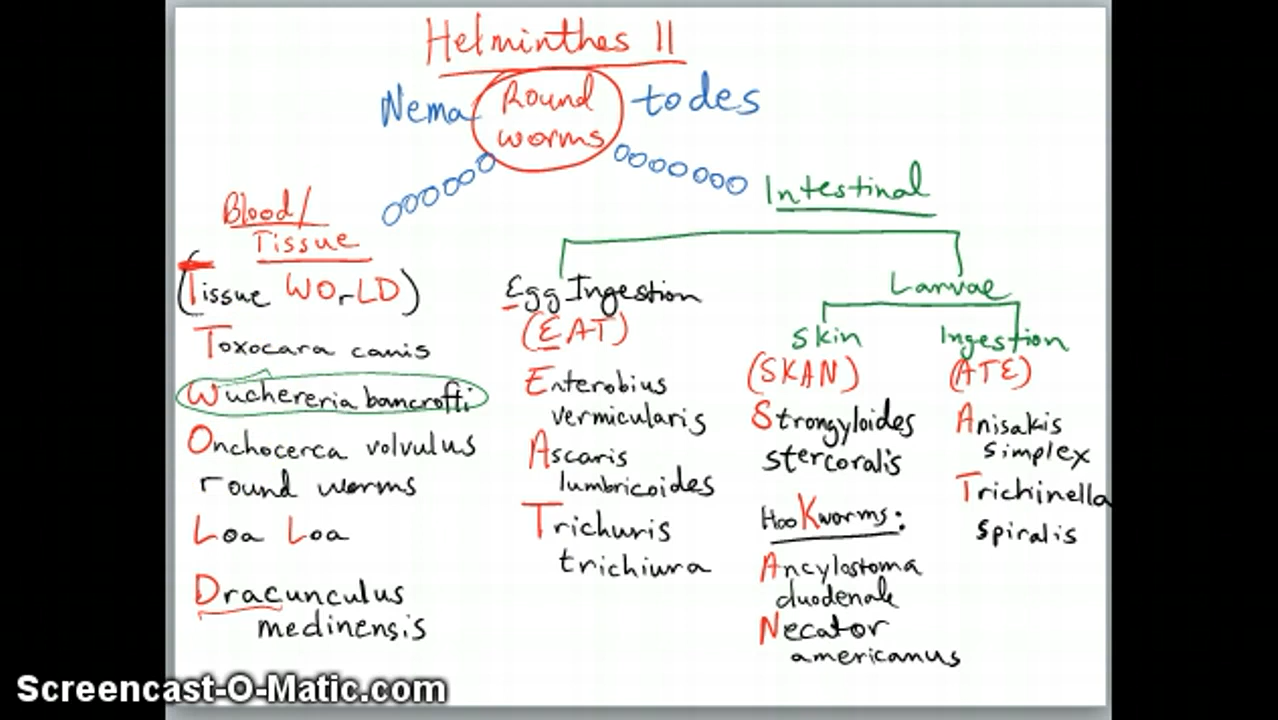 Helminthes II
Nema Round todes
worms
Blood/
Tissue
(Tissue WOrLD)
Toxocara canis
Wuchereria bancrofti
Onchocerca volvulus
round worms
Loa Loa
Dracunculus
medinensis
Intestinal
Egg Ingestion
(EAT)
Enterobius
vermicularis
Ascaris
lumbricoides
Trichuris
trichiura
Larvae
Skin
(SKAN)
Strongyloides
stercoralis
HooKworms:
Ancylostoma
duodenale
Necator
americanus
Ingestion
(ATE)
Anisakis
simplex
Trichinella
spiralis
Screencast-O-Matic.com